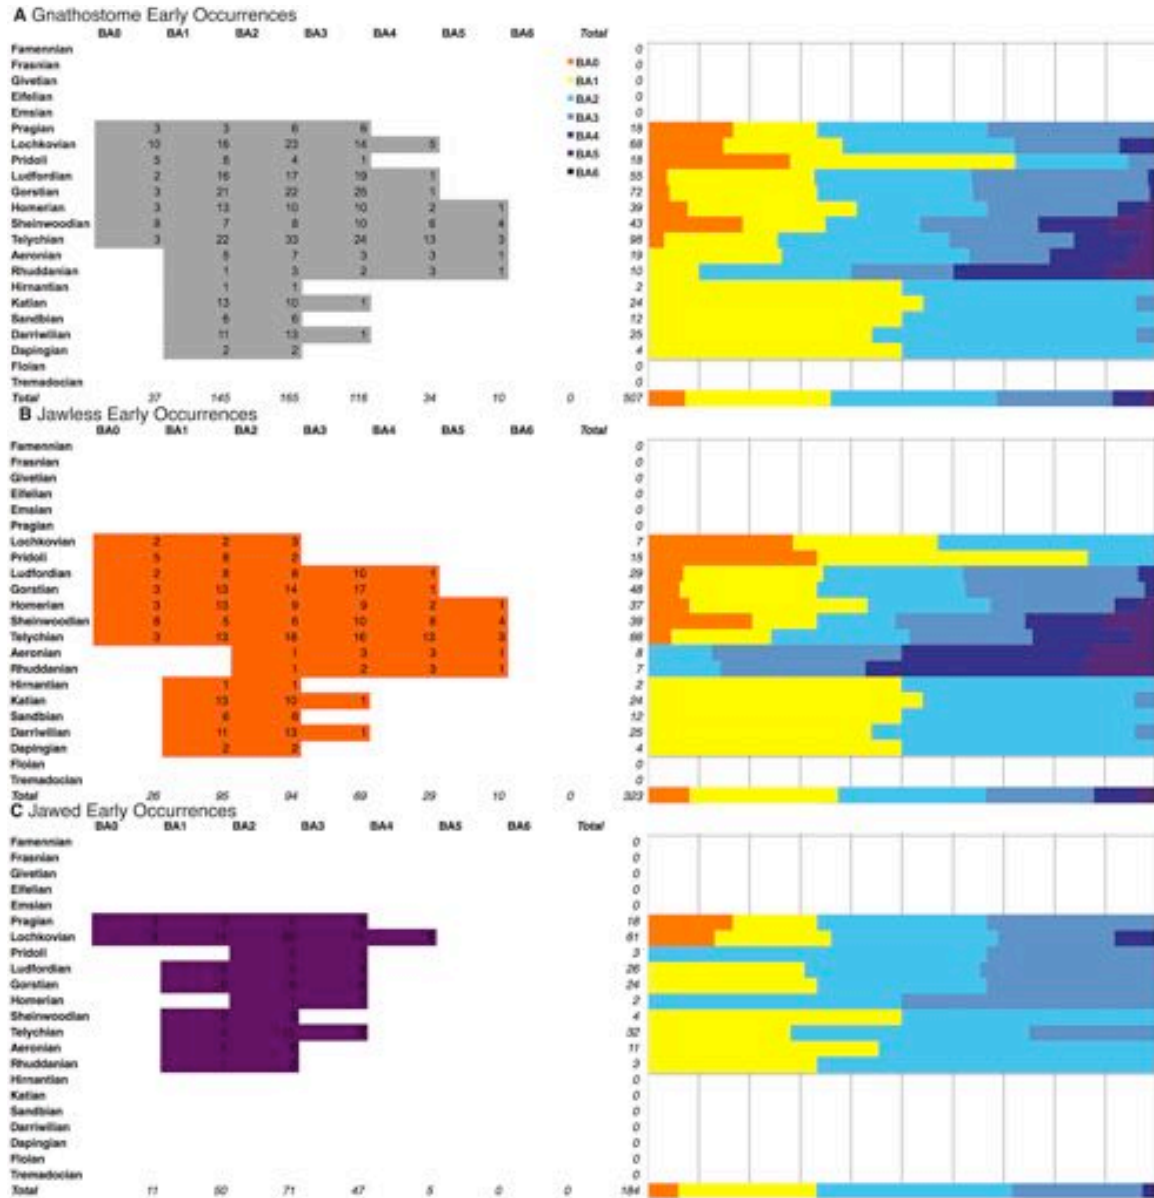 A Gnathostome Early Occurrences
BA0 BA1 BA2 BA3 BA4 BA5 BA6 Total
Famennian 0
Frasnian 0
Givetian 0
Eifelian 0
Emsian 0
Pragian 3 3 6 6 18
Lochkovian 10 16 23 14 5 68
Pridoli 5 8 4 1 18
Ludfordian 2 16 17 19 1 55
Gorstian 3 21 22 25 1 72
Homerian 3 13 10 10 2 1 39
Sheinwoodian 8 7 8 10 6 4 43
Telychian 3 22 33 24 13 3 98
Aeronian 5 7 3 3 1 19
Rhuddanian 1 3 2 3 1 10
Hirnantian 1 1 2
Katian 13 10 1 24
Sandbian 6 6 12
Darriwilian 11 13 1 25
Dapingian 2 2 4
Floian 0
Tremadocian 0
Total 37 145 165 116 34 10 0 507
BA0
BA1
BA2
BA3
BA4
BA5
BA6
B Jawless Early Occurrences
BA0 BA1 BA2 BA3 BA4 BA5 BA6 Total
Famennian 0
Frasnian 0
Givetian 0
Eifelian 0
Emsian 0
Pragian 0
Lochkovian 2 2 3 7
Pridoli 5 8 2 15
Ludfordian 2 8 8 10 1 29
Gorstian 3 13 14 17 1 48
Homerian 3 13 9 9 2 1 37
Sheinwoodian 8 5 6 10 6 4 39
Telychian 3 13 18 16 13 3 66
Aeronian 1 3 3 1 8
Rhuddanian 1 2 3 1 7
Hirnantian 1 1 2
Katian 13 10 1 24
Sandbian 6 6 12
Darriwilian 11 13 1 25
Dapingian 2 2 4
Floian 0
Tremadocian 0
Total 26 95 94 69 29 10 0 323
C Jawed Early Occurrences
BA0 BA1 BA2 BA3 BA4 BA5 BA6 Total
Famennian 0
Frasnian 0
Givetian 0
Eifelian 0
Emsian 0
Pragian 18
Lochkovian 61
Pridoli 3
Ludfordian 26
Gorstian 24
Homerian 2
Sheinwoodian 4
Telychian 32
Aeronian 11
Rhuddanian 3
Hirnantian 0
Katian 0
Sandbian 0
Darriwilian 0
Dapingian 0
Floian 0
Tremadocian 0
Total 11 50 71 47 5 0 0 184